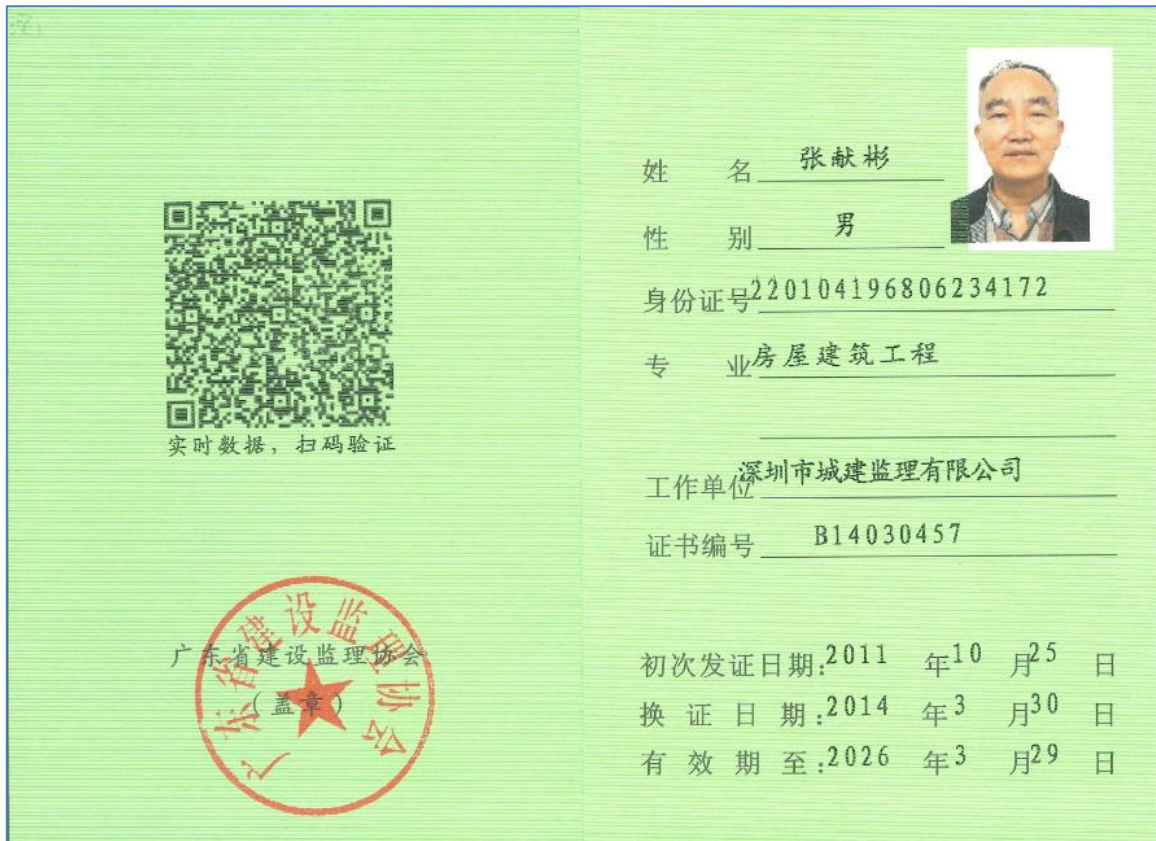 实时数据，扫码验证
广东省建设监理协会
（盖章）
广东省建设监理协会
姓 名 张献彬
性 别 男
身份证号 220104196806234172
专 业 房屋建筑工程
工作单位 深圳市城建监理有限公司
证书编号 B14030457
初次发证日期：2011 年 10 月 25 日
换证日期：2014 年 3 月 30 日
有效期至：2026 年 3 月 29 日